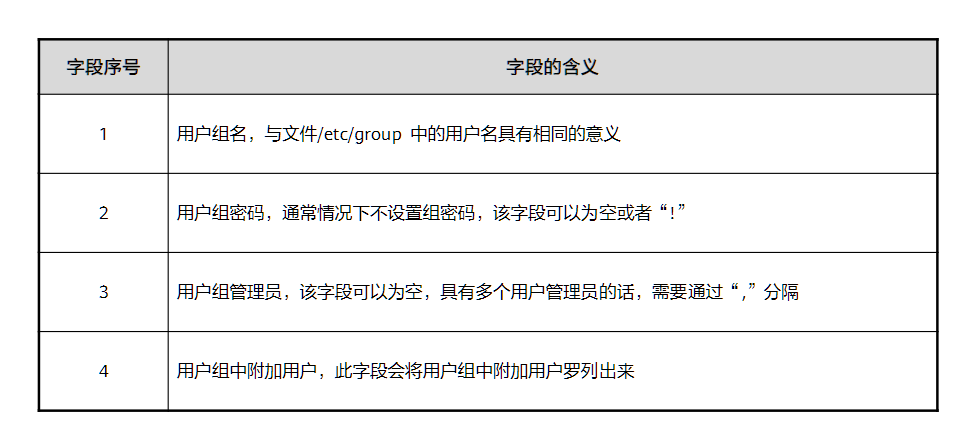 字段序号 字段的含义
1 用户组名，与文件/etc/group 中的用户名具有相同的意义
2 用户组密码，通常情况下不设置组密码，该字段可以为空或者“!”
3 用户组管理员，该字段可以为空，具有多个用户管理员的话，需要通过“,”分隔
4 用户组中附加用户，此字段会将用户组中附加用户罗列出来